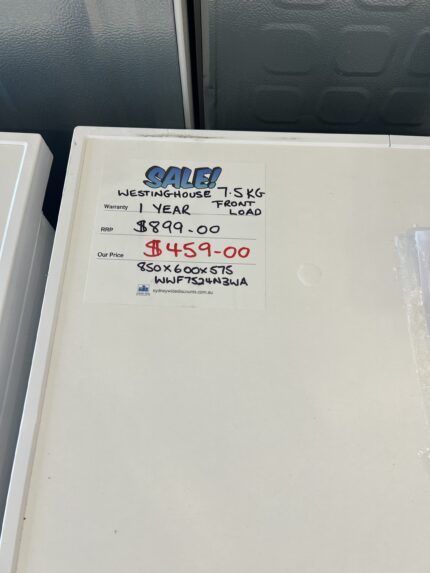 SALE!
WESTINGHOUSE 7.5KG
Warranty 1 YEAR FRONT LOAD
RRP $899-00
Our Price $459-00
850x600x575
WWF7524N3WA
sydneywidediscounts.com.au